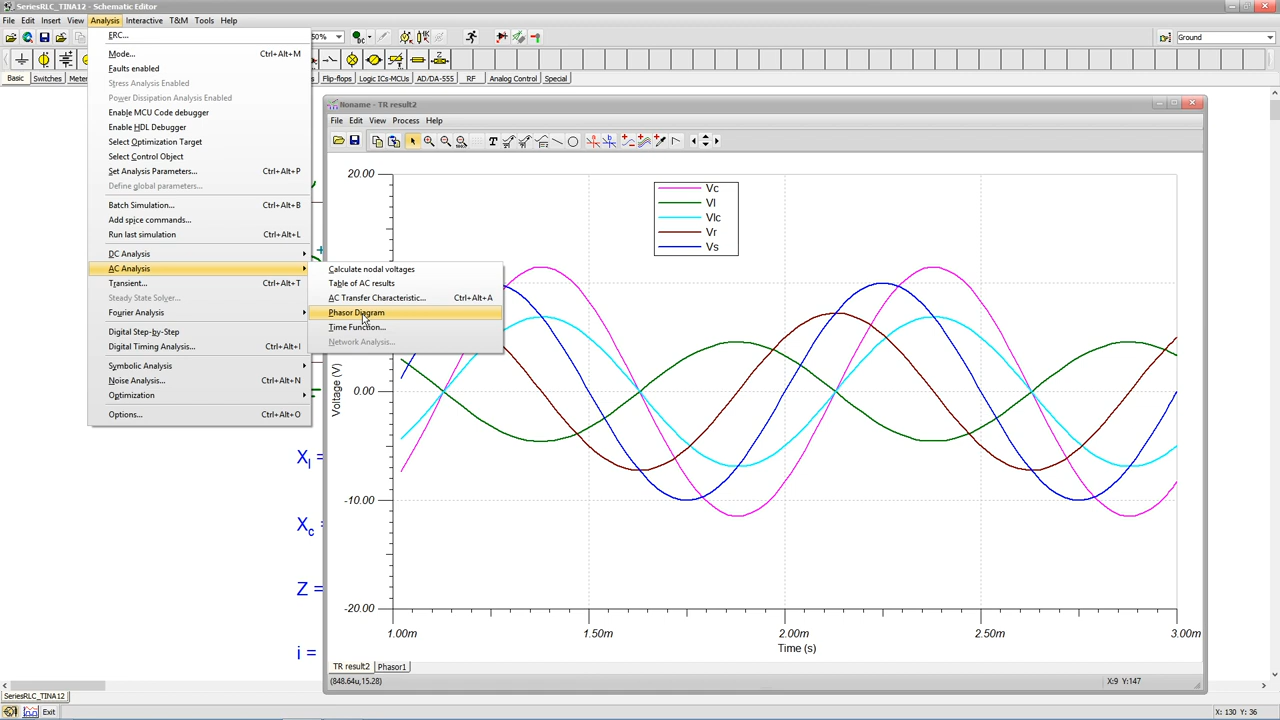 SeriesRLC_TINA12 - Schematic Editor
File Edit Insert View Analysis Interactive T&M Tools Help
50%
Ground
Basic Switches Meter Flip-flops Logic ICs-MCUs AD/DA-555 RF Analog Control Special
ERC...
Mode... Ctrl+Alt+M
Faults enabled
Stress Analysis Enabled
Power Dissipation Analysis Enabled
Enable MCU Code debugger
Enable HDL Debugger
Select Optimization Target
Select Control Object
Set Analysis Parameters... Ctrl+Alt+P
Define global parameters...
Batch Simulation... Ctrl+Alt+B
Add spice commands...
Run last simulation Ctrl+Alt+L
DC Analysis
AC Analysis
Transient... Ctrl+Alt+T
Steady State Solver...
Fourier Analysis
Digital Step-by-Step
Digital Timing Analysis... Ctrl+Alt+I
Symbolic Analysis
Noise Analysis... Ctrl+Alt+N
Optimization
Options... Ctrl+Alt+O
Calculate nodal voltages
Table of AC results
AC Transfer Characteristic... Ctrl+Alt+A
Phasor Diagram
Time Function...
Network Analysis...
X_l =
X_c =
Z =
i =
Noname - TR result2
File Edit View Process Help
T a b
20.00
Vc
Vl
Vlc
Vr
Vs
0.00
-10.00
-20.00
Voltage (V)
1.00m 1.50m 2.00m 2.50m 3.00m
Time (s)
TR result2 Phasor1
(848.64u,15.28) X:9 Y:147
SeriesRLC_TINA12
Exit X: 130 Y: 36